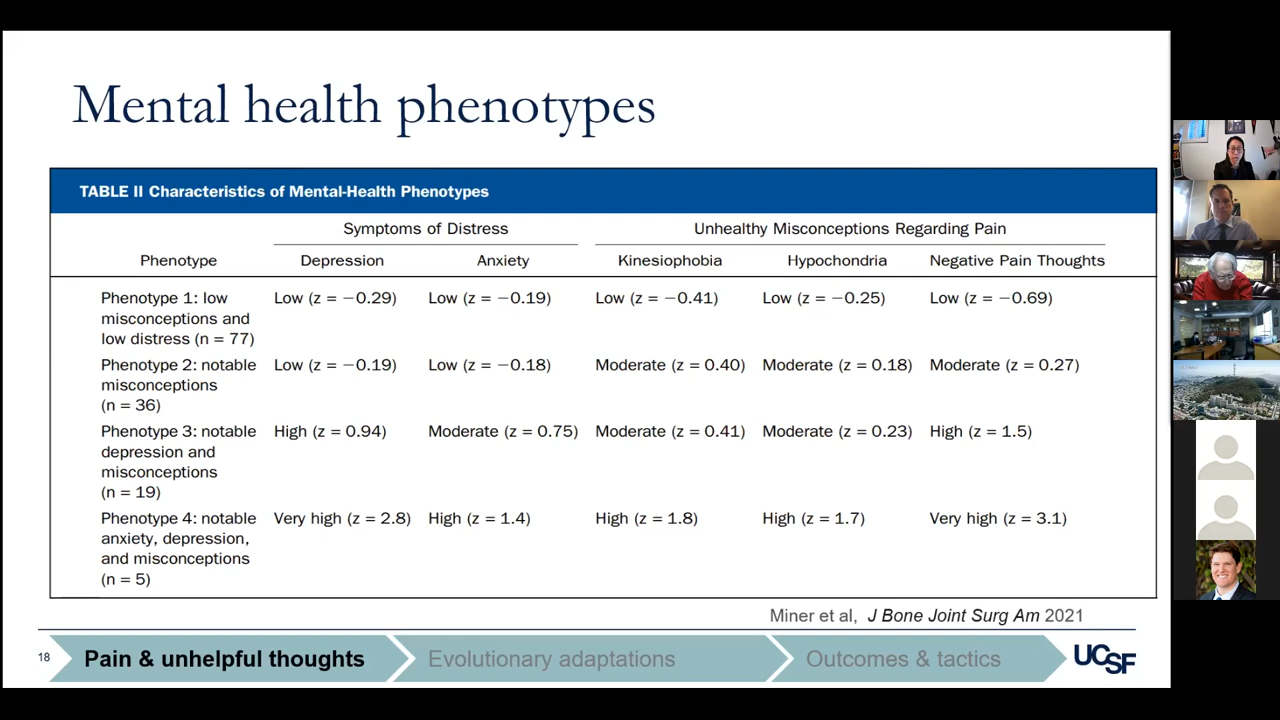 Mental health phenotypes
TABLE II Characteristics of Mental-Health Phenotypes
Symptoms of Distress Unhealthy Misconceptions Regarding Pain
Phenotype Depression Anxiety Kinesiophobia Hypochondria Negative Pain Thoughts
Phenotype 1: low Low (z = −0.29) Low (z = −0.19) Low (z = −0.41) Low (z = −0.25) Low (z = −0.69)
misconceptions and
low distress (n = 77)
Phenotype 2: notable Low (z = −0.19) Low (z = −0.18) Moderate (z = 0.40) Moderate (z = 0.18) Moderate (z = 0.27)
misconceptions
(n = 36)
Phenotype 3: notable High (z = 0.94) Moderate (z = 0.75) Moderate (z = 0.41) Moderate (z = 0.23) High (z = 1.5)
depression and
misconceptions
(n = 19)
Phenotype 4: notable Very high (z = 2.8) High (z = 1.4) High (z = 1.8) High (z = 1.7) Very high (z = 3.1)
anxiety, depression,
and misconceptions
(n = 5)
Miner et al, J Bone Joint Surg Am 2021
18 Pain & unhelpful thoughts Evolutionary adaptations Outcomes & tactics UCSF